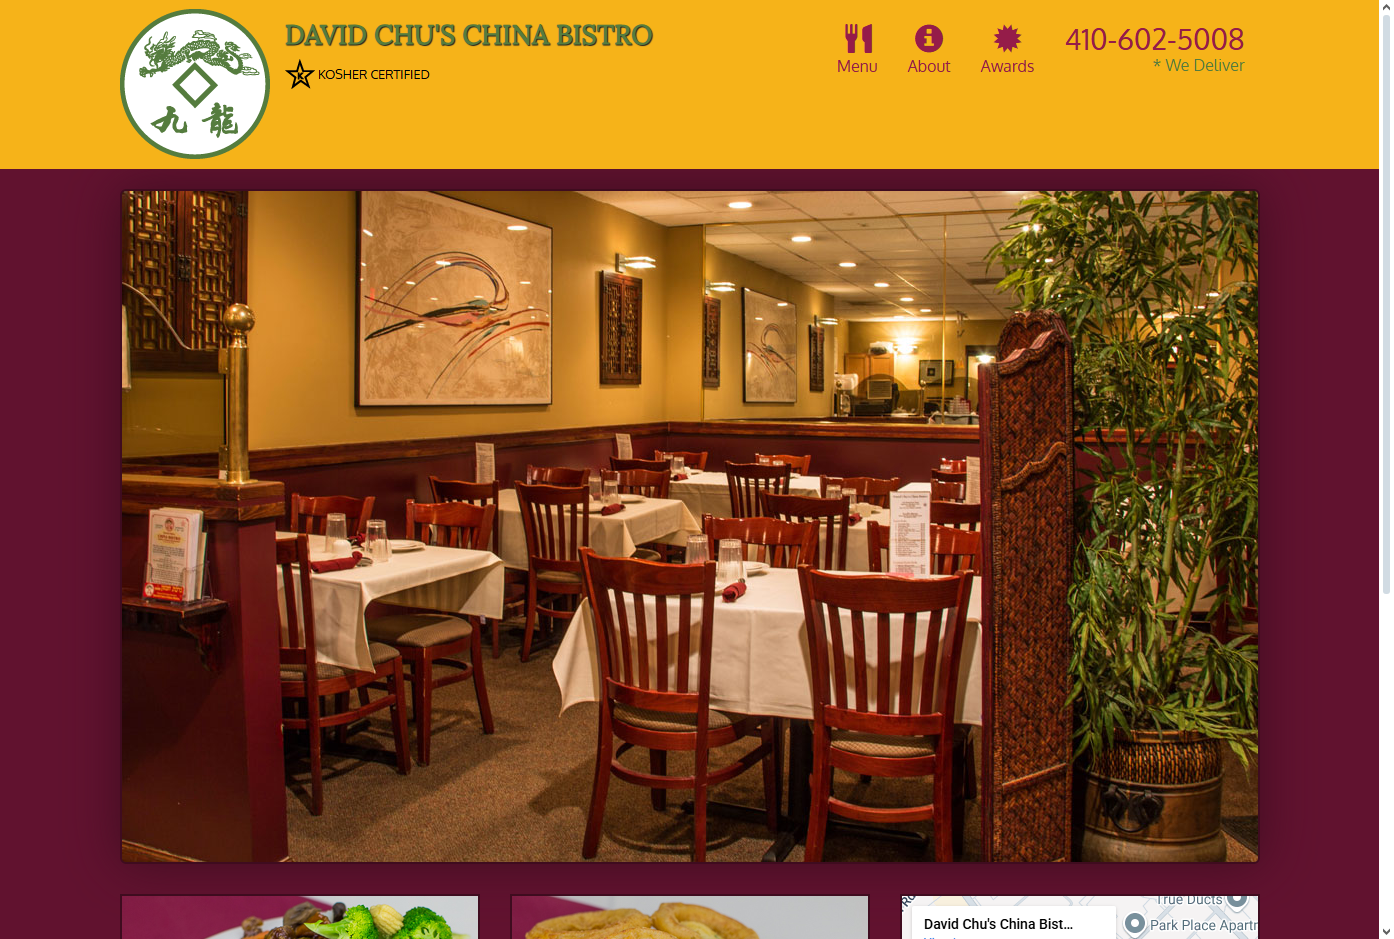 DAVID CHU'S CHINA BISTRO
KOSHER CERTIFIED
九龍
Menu
About
Awards
410-602-5008
* We Deliver
True Ducts
David Chu's China Bist...
Park Place Apartr